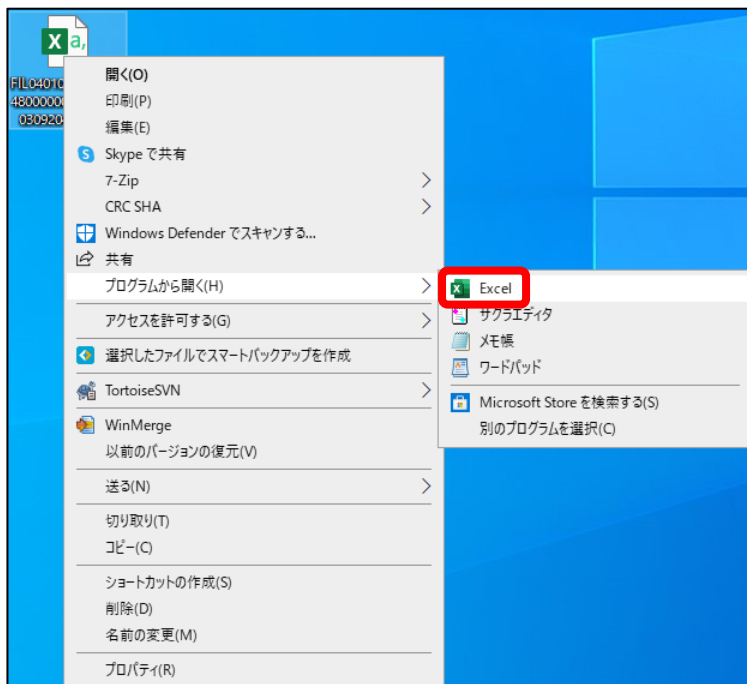 FIL04010
48000000
030920
開く(O)
印刷(P)
編集(E)
Skype で共有
7-Zip
CRC SHA
Windows Defender でスキャンする...
共有
プログラムから開く(H)
アクセスを許可する(G)
選択したファイルでスマートバックアップを作成
TortoiseSVN
WinMerge
以前のバージョンの復元(V)
送る(N)
切り取り(T)
コピー(C)
ショートカットの作成(S)
削除(D)
名前の変更(M)
プロパティ(R)
Excel
サクラエディタ
メモ帳
ワードパッド
Microsoft Store を検索する(S)
別のプログラムを選択(C)